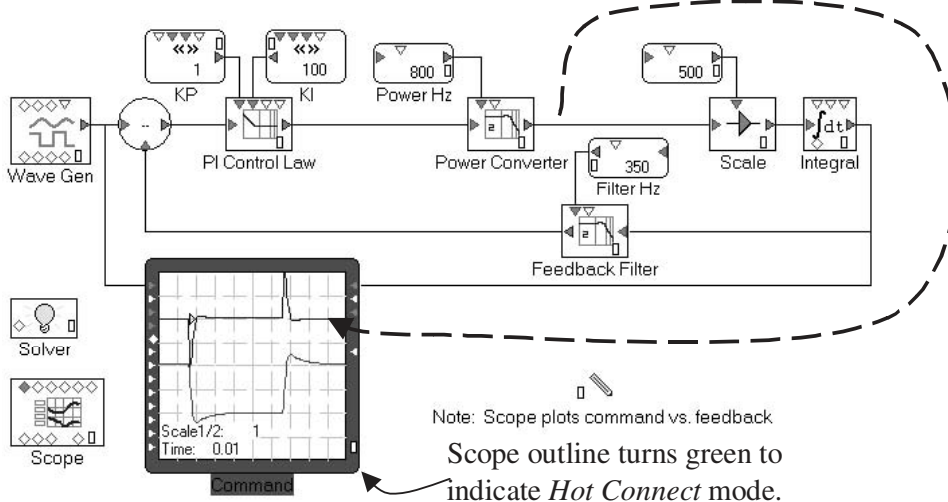 1
KP
100
KI
800
Power Hz
500
Wave Gen
PI Control Law
Power Converter
Scale
∫dt
Integral
350
Filter Hz
Feedback Filter
Solver
Scope
Scale1/2: 1
Time: 0.01
Command
Note: Scope plots command vs. feedback
Scope outline turns green to
indicate Hot Connect mode.